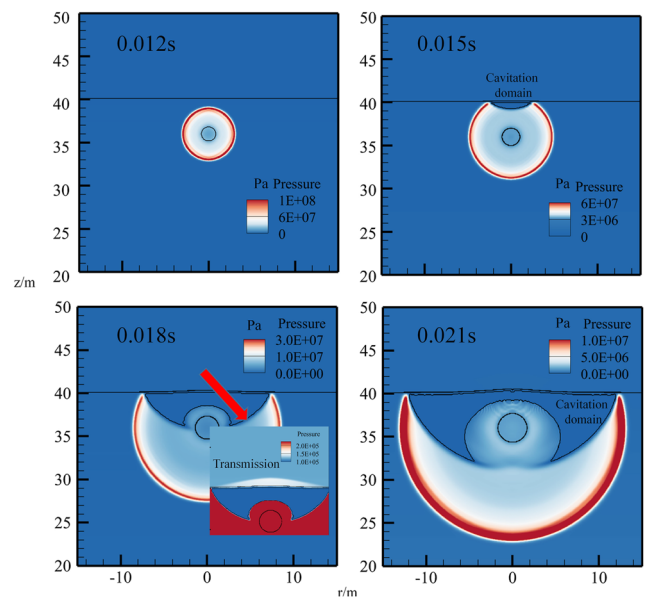 50
45
40
35
30
25
20
0.012s
Pa Pressure
1E+08
6E+07
0
50
45
40
35
30
25
20
0.015s
Cavitation
domain
Pa Pressure
6E+07
3E+06
0
z/m
50
45
40
35
30
25
20
0.018s
Pa Pressure
3.0E+07
1.0E+07
0.0E+00
Transmission
Pressure
2.0E+05
1.5E+05
1.0E+05
-10 0 10
50
45
40
35
30
25
20
0.021s
Pa Pressure
1.0E+07
5.0E+06
0.0E+00
Cavitation
domain
-10 0 10
r/m